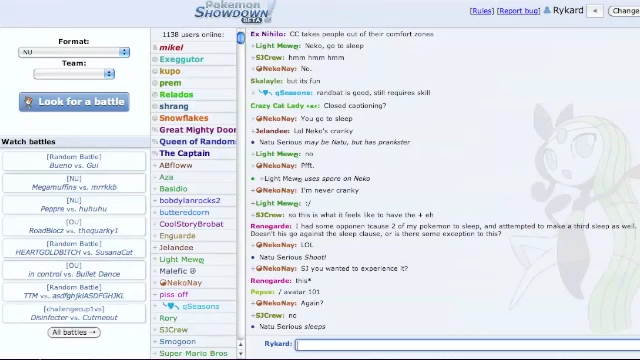 Pokemon
SHOWDOWN
BETA
[Rules] [Report bug] Rykard Change
Format:
NU
Team:
Look for a battle
Watch battles
[Random Battle]
Bueno vs. Gui
[NU]
Megamuffins vs. mrrkkb
[NU]
Peppre vs. huhuhu
[OU]
RoadBlocz vs. thequarky1
[Random Battle]
HEARTGOLDBITCH vs. SusanaCat
[OU]
in control vs. Bullet Dance
[Random Battle]
TTM vs. asdfghjklASDFGHJKL
[challengecup1vs]
Disinfecter vs. Cutmeout
All battles →
1138 users online:
mikel
Exeggutor
kupo
prem
Relados
shrang
Snowflakes
Great Mighty Doom
Queen of Random
The Captain
+ ABfloww
+ Aza
+ Basidio
+ bobdylanrocks2
+ butteredcorn
+ CoolStoryBrobat
+ Enguarde
+ Jelandee
+ Light Mew
+ Malefic @
+ NekoNay
+ piss off
+ qSeasons
+ Rory
+ SJCrew
+ Smogoon
+ Super Mario Bros
Ex Nihilo: CC takes people out of their comfort zones
+Light Mew: Neko, go to sleep
+SJCrew: hmm hmm hmm
+NekoNay: No.
Skalayle: but its fun
+ qSeasons: randbat is good, still requires skill
Crazy Cat Lady: Closed captioning?
+NekoNay: You go to sleep
+Jelandee: Lol Neko's cranky
• Natu Serious may be Natu, but has prankster
+Light Mew: no
+NekoNay: Pfft.
• +Light Mew uses spore on Neko
+NekoNay: I'm never cranky
+Light Mew: :/
+SJCrew: so this is what it feels like to have the + eh
Renegarde: I had some opponen tcause 2 of my pokemon to sleep, and attempted to make a third sleep as well.
Doesn't his go against the sleep clause, or is there some exception to this?
+NekoNay: LOL
• Natu Serious Shoot!
+NekoNay: SJ you wanted to experience it?
Renegarde: this*
Pepxx: / avatar 101
+NekoNay: Again?
+SJCrew: no
• Natu Serious sleeps
Rykard: